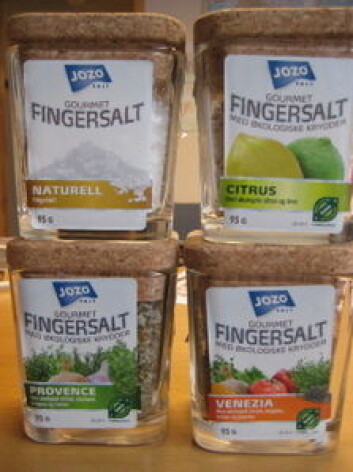 JOZO
SALT
GOURMET
FINGERSALT
NATURELL
95 G
JOZO
SALT
GOURMET
FINGERSALT
MED ØKOLOGISKE KRYDDER
CITRUS
95 G
JOZO
SALT
GOURMET
FINGERSALT
MED ØKOLOGISKE KRYDDER
PROVENCE
95 G
JOZO
SALT
GOURMET
FINGERSALT
MED ØKOLOGISKE KRYDDER
VENEZIA
95 G